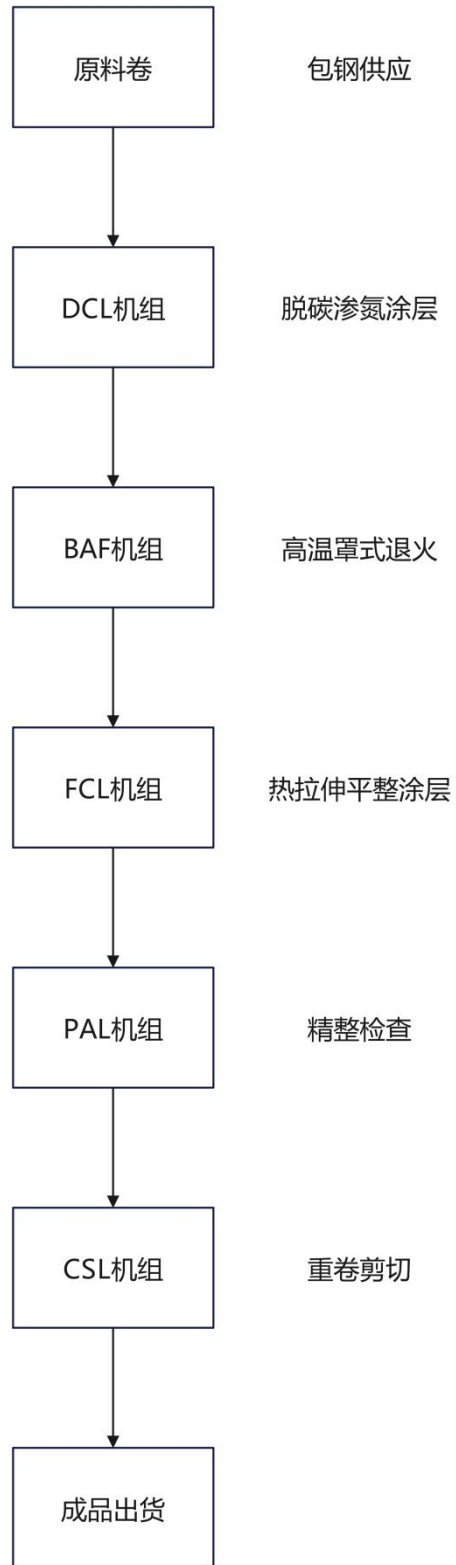 原料卷 包钢供应
DCL机组 脱碳渗氮涂层
BAF机组 高温罩式退火
FCL机组 热拉伸平整涂层
PAL机组 精整检查
CSL机组 重卷剪切
成品出货